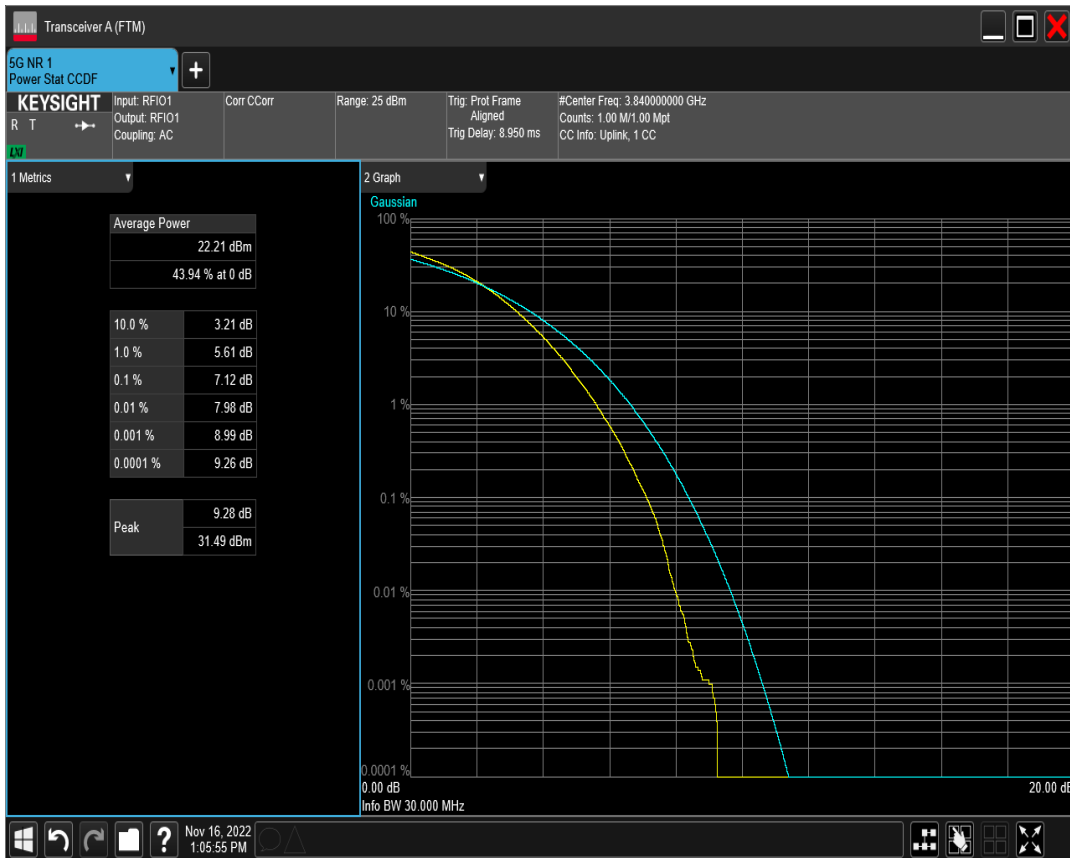 Transceiver A (FTM)
5G NR 1
Power Stat CCDF
+
KEYSIGHT
R T
LXI
Input: RFIO1
Output: RFIO1
Coupling: AC
Corr CCorr
Range: 25 dBm
Trig: Prot Frame
Aligned
Trig Delay: 8.950 ms
#Center Freq: 3.840000000 GHz
Counts: 1.00 M/1.00 Mpt
CC Info: Uplink, 1 CC
1 Metrics
Average Power
22.21 dBm
43.94 % at 0 dB
10.0 % 3.21 dB
1.0 % 5.61 dB
0.1 % 7.12 dB
0.01 % 7.98 dB
0.001 % 8.99 dB
0.0001 % 9.26 dB
Peak
9.28 dB
31.49 dBm
2 Graph
Gaussian
100 %
10 %
1 %
0.1 %
0.01 %
0.001 %
0.0001 %
0.00 dB 20.00 dB
Info BW 30.000 MHz
?
Nov 16, 2022
1:05:55 PM